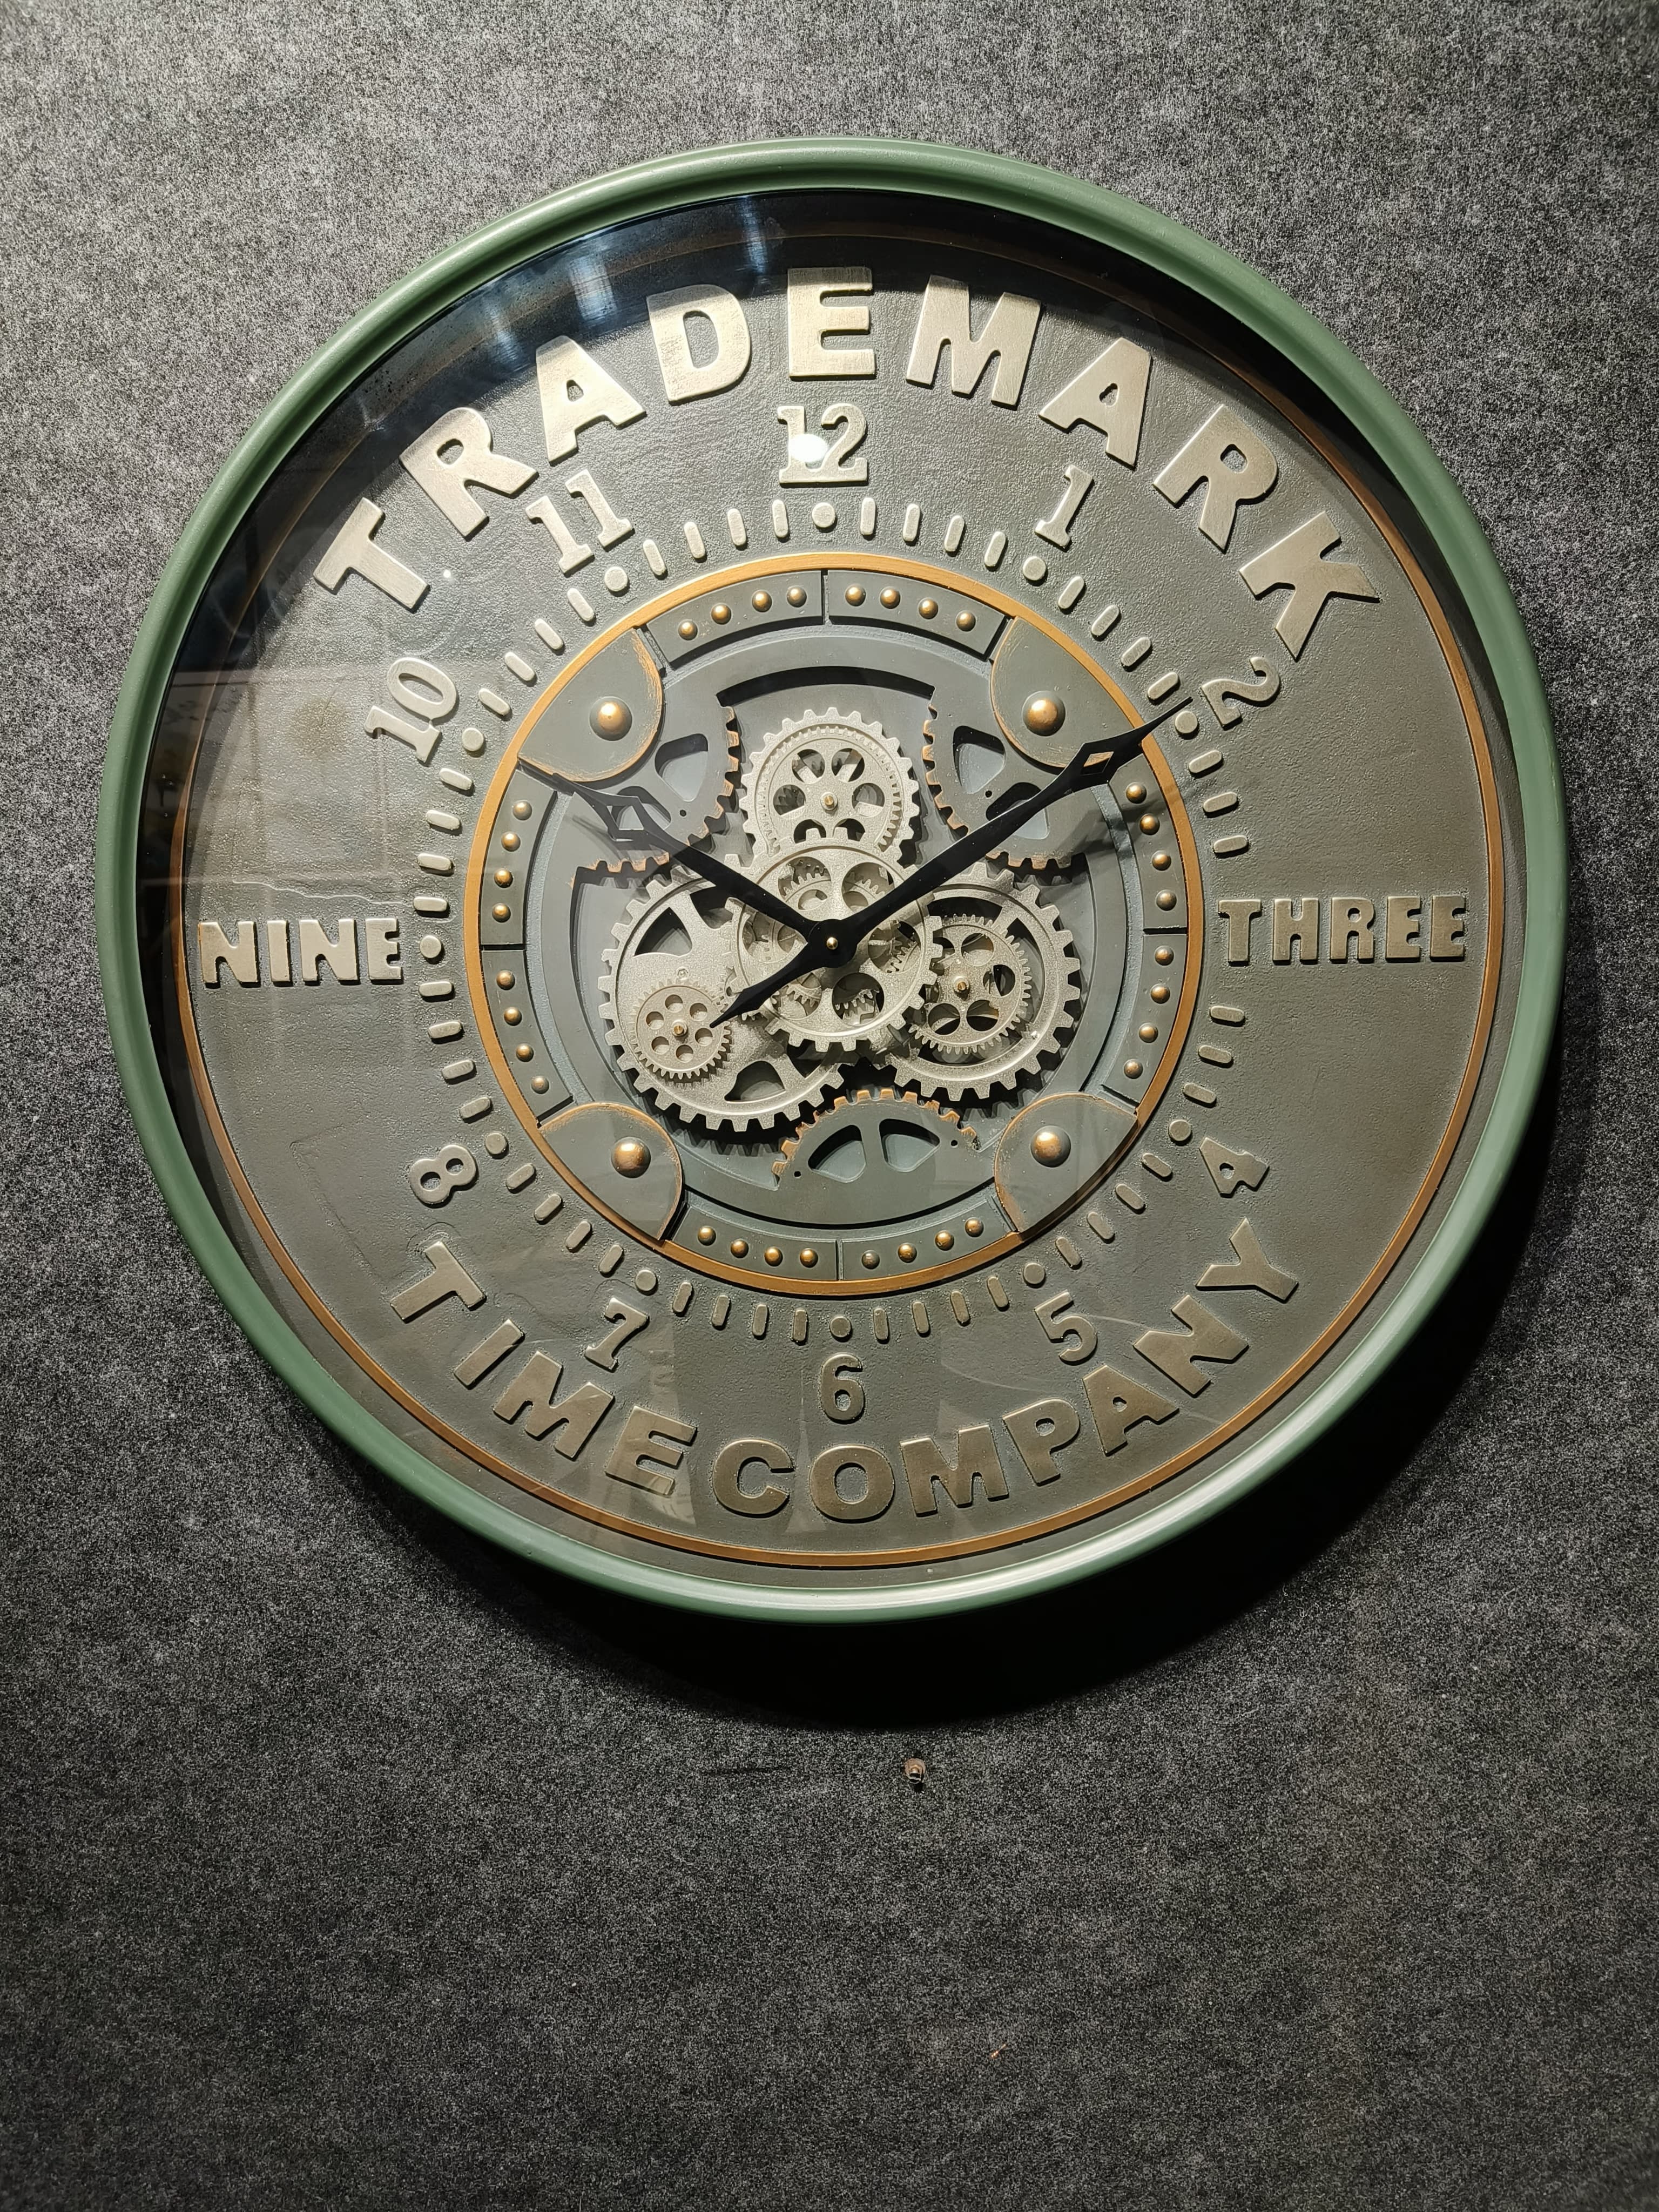 TRADEMARK
12
11
1
10
2
NINE
THREE
8
4
7
5
6
TIME COMPANY